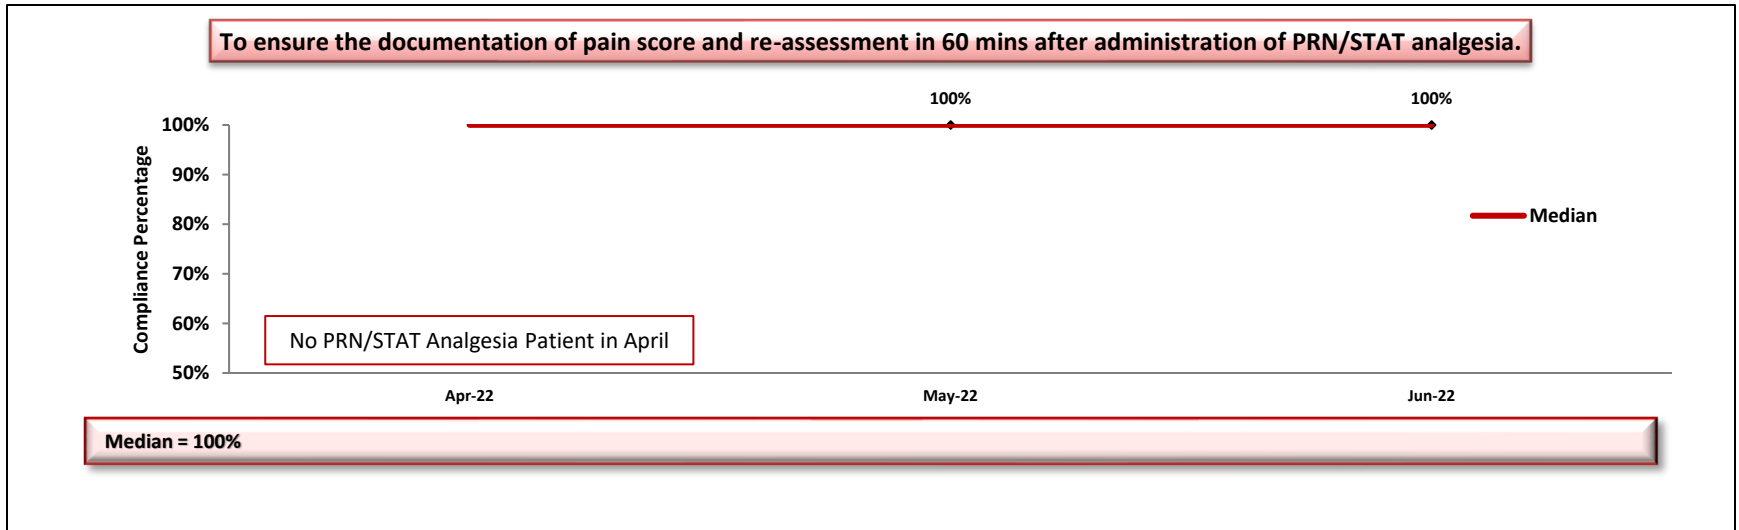 To ensure the documentation of pain score and re-assessment in 60 mins after administration of PRN/STAT analgesia.
100%
100%
Compliance Percentage
100%
90%
80%
70%
60%
50%
Median
No PRN/STAT Analgesia Patient in April
Apr-22
May-22
Jun-22
Median = 100%